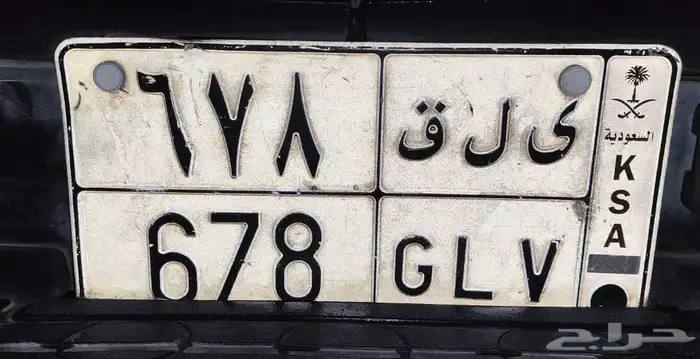 ٦٧٨ ى ل ق
678 GLV
السعودية
K
S
A
حراج